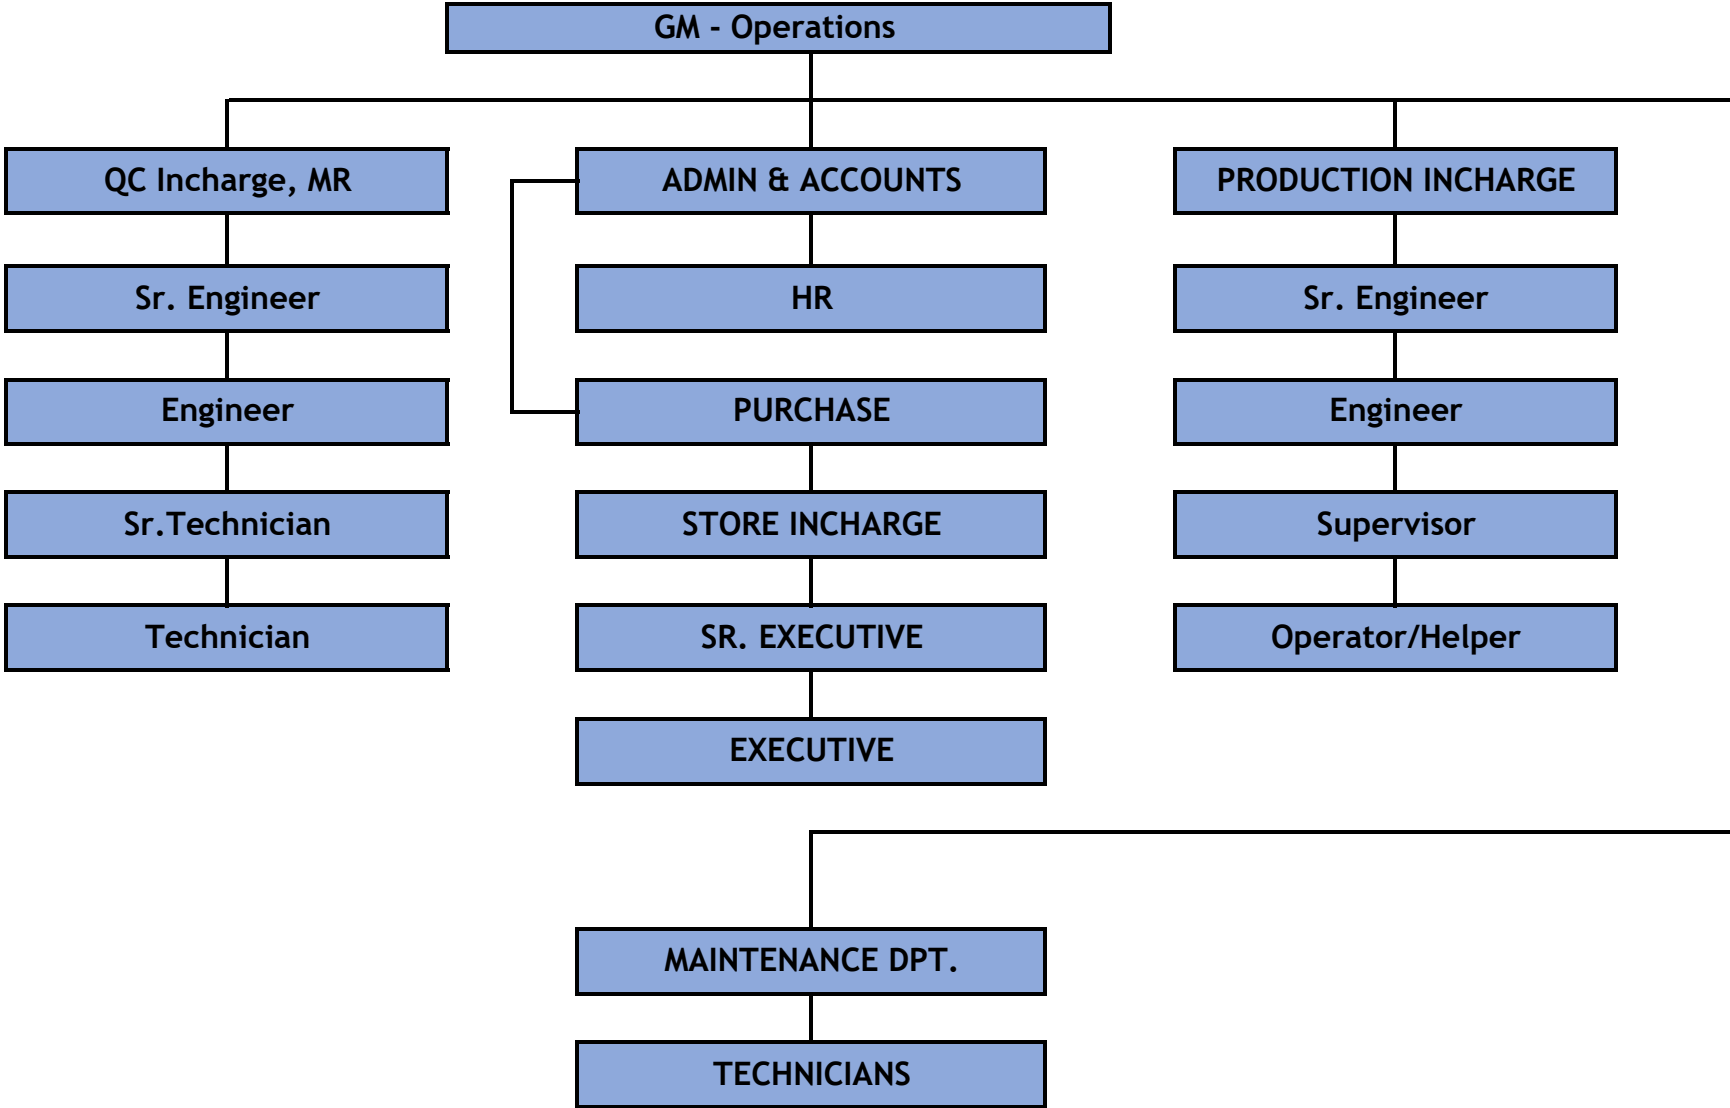 GM - Operations
QC Incharge, MR
ADMIN & ACCOUNTS
PRODUCTION INCHARGE
Sr. Engineer
HR
Sr. Engineer
Engineer
PURCHASE
Engineer
Sr.Technician
STORE INCHARGE
Supervisor
Technician
SR. EXECUTIVE
Operator/Helper
EXECUTIVE
MAINTENANCE DPT.
TECHNICIANS